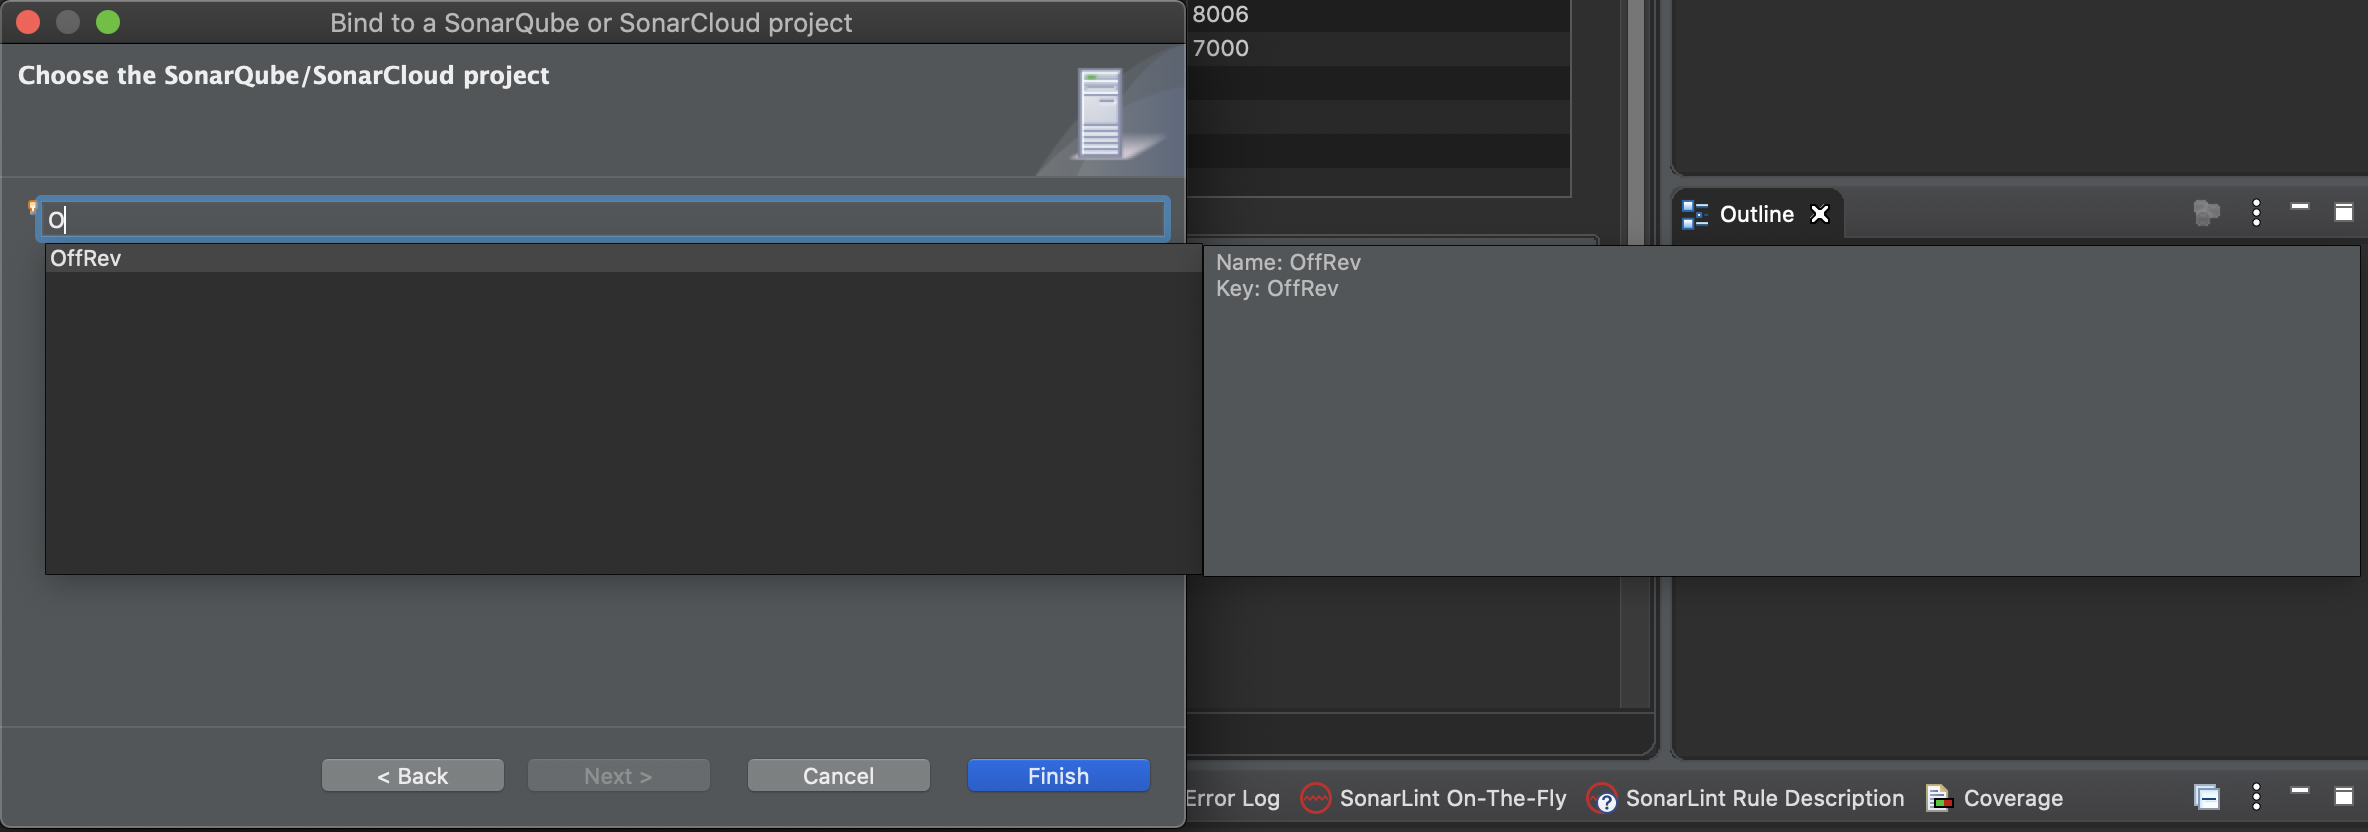 Bind to a SonarQube or SonarCloud project
8006
7000
Choose the SonarQube/SonarCloud project
O
Outline
OffRev
Name: OffRev
Key: OffRev
< Back
Next >
Cancel
Finish
Error Log
SonarLint On-The-Fly
SonarLint Rule Description
Coverage